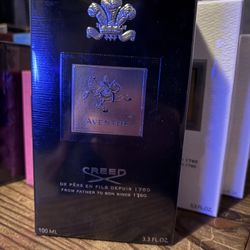 AVENTUS
CREED
DE PÈRE EN FILS DEPUIS 1760
FROM FATHER TO SON SINCE 1760
100 ML
3.3 FL.OZ